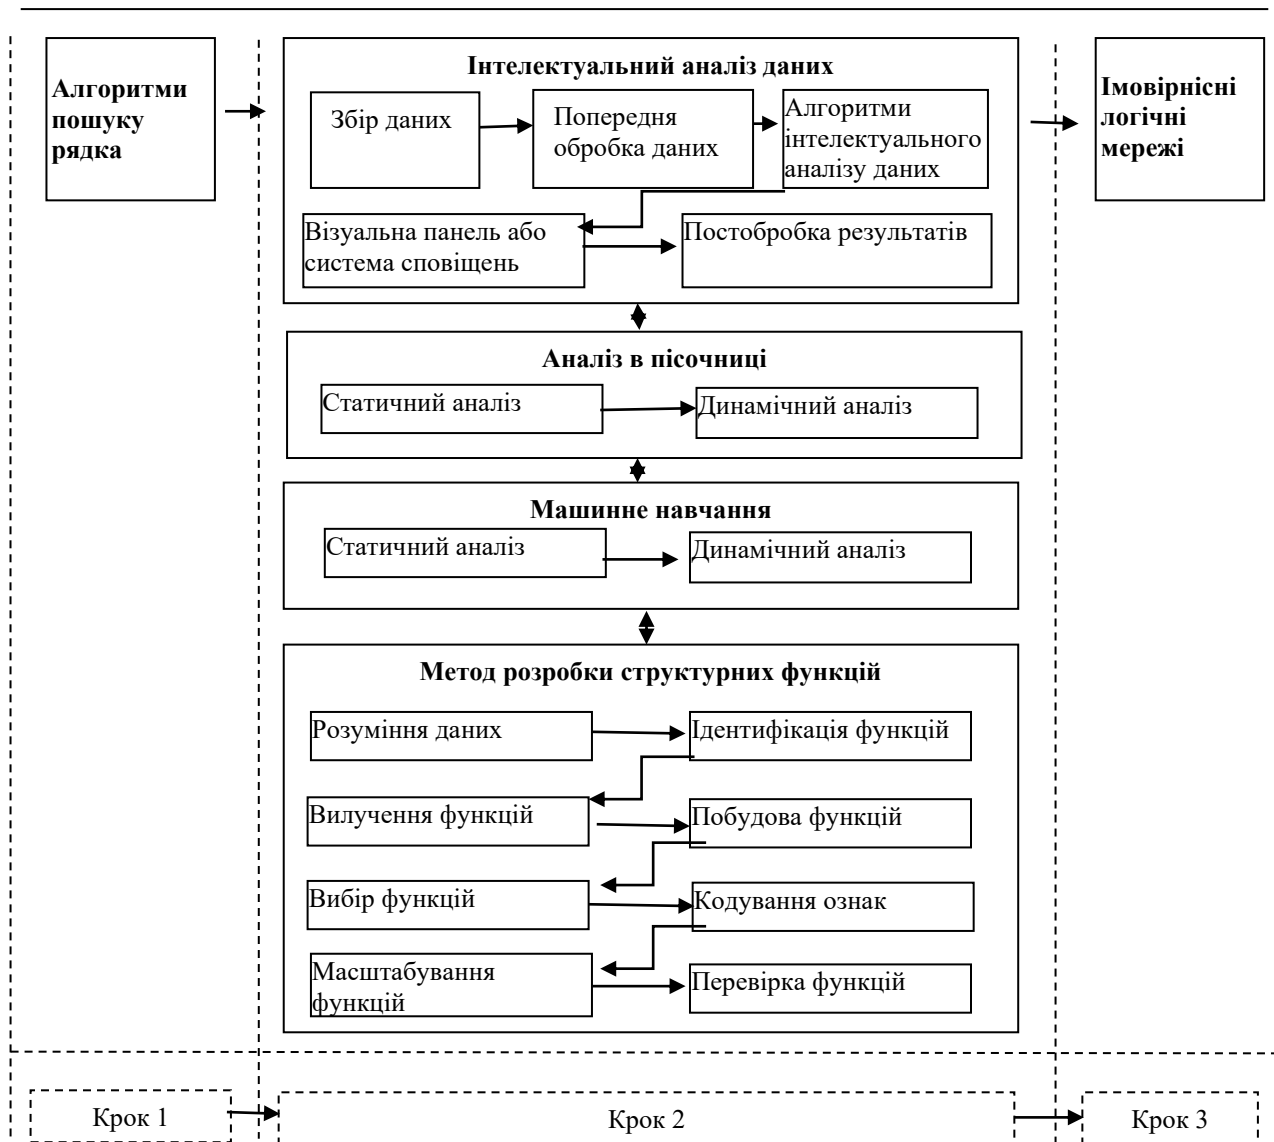 Алгоритми
пошуку
рядка
Інтелектуальний аналіз даних
Збір даних
Попередня
обробка даних
Алгоритми
інтелектуального
аналізу даних
Візуальна панель або
система сповіщень
Постобробка результатів
Аналіз в пісочниці
Статичний аналіз
Динамічний аналіз
Машинне навчання
Статичний аналіз
Динамічний аналіз
Метод розробки структурних функцій
Розуміння даних
Ідентифікація функцій
Вилучення функцій
Побудова функцій
Вибір функцій
Кодування ознак
Масштабування
функцій
Перевірка функцій
Імовірнісні
логічні
мережі
Крок 1
Крок 2
Крок 3